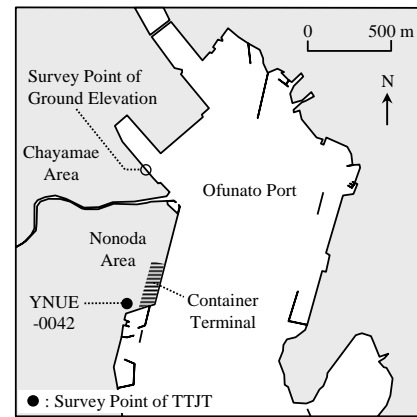 0 500 m
N
Survey Point of
Ground Elevation
Chayamae
Area
Ofunato Port
Nonoda
Area
YNUE
-0042
Container
Terminal
● : Survey Point of TTJT